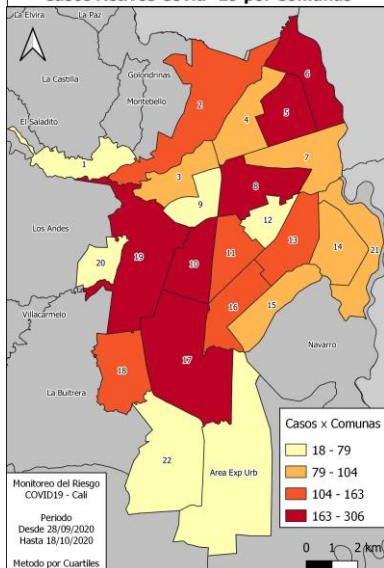 Casos Activos Covid -19 por Comunas
La Elvira
La Paz
La Castilla
Golondrinas
Montebello
El Saladito
Los Andes
Villacarmelo
La Buitrera
Navarro
6
2
4
5
1
7
3
8
9
12
19
10
11
13
14
21
20
16
15
17
18
22
Area Exp Urb
Casos x Comunas
18 - 79
79 - 104
104 - 163
163 - 306
0 1 2 km
Monitoreo del Riesgo
COVID19 - Cali
Periodo
Desde 28/09/2020
Hasta 18/10/2020
Metodo por Cuartiles